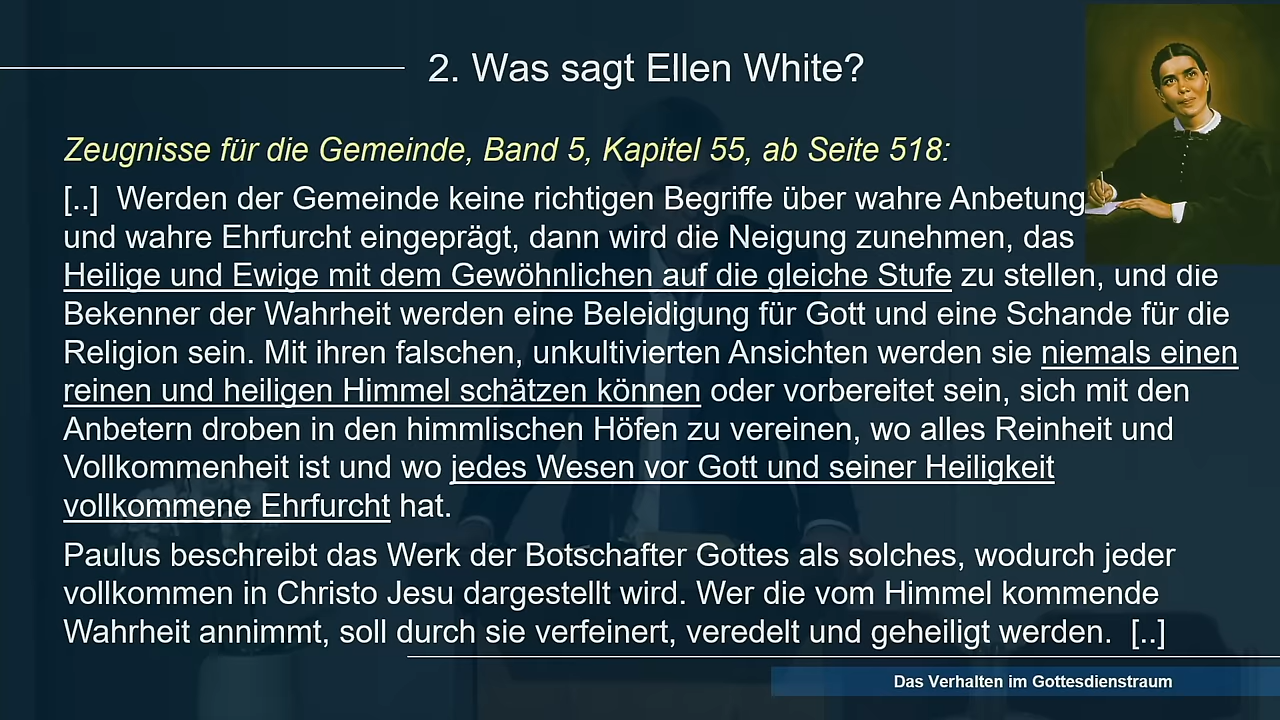 2. Was sagt Ellen White?
Zeugnisse für die Gemeinde, Band 5, Kapitel 55, ab Seite 518:
[..]  Werden der Gemeinde keine richtigen Begriffe über wahre Anbetung
und wahre Ehrfurcht eingeprägt, dann wird die Neigung zunehmen, das
Heilige und Ewige mit dem Gewöhnlichen auf die gleiche Stufe zu stellen, und die
Bekenner der Wahrheit werden eine Beleidigung für Gott und eine Schande für die
Religion sein. Mit ihren falschen, unkultivierten Ansichten werden sie niemals einen
reinen und heiligen Himmel schätzen können oder vorbereitet sein, sich mit den
Anbetern droben in den himmlischen Höfen zu vereinen, wo alles Reinheit und
Vollkommenheit ist und wo jedes Wesen vor Gott und seiner Heiligkeit
vollkommene Ehrfurcht hat.
Paulus beschreibt das Werk der Botschafter Gottes als solches, wodurch jeder
vollkommen in Christo Jesu dargestellt wird. Wer die vom Himmel kommende
Wahrheit annimmt, soll durch sie verfeinert, veredelt und geheiligt werden.  [..]
Das Verhalten im Gottesdienstraum